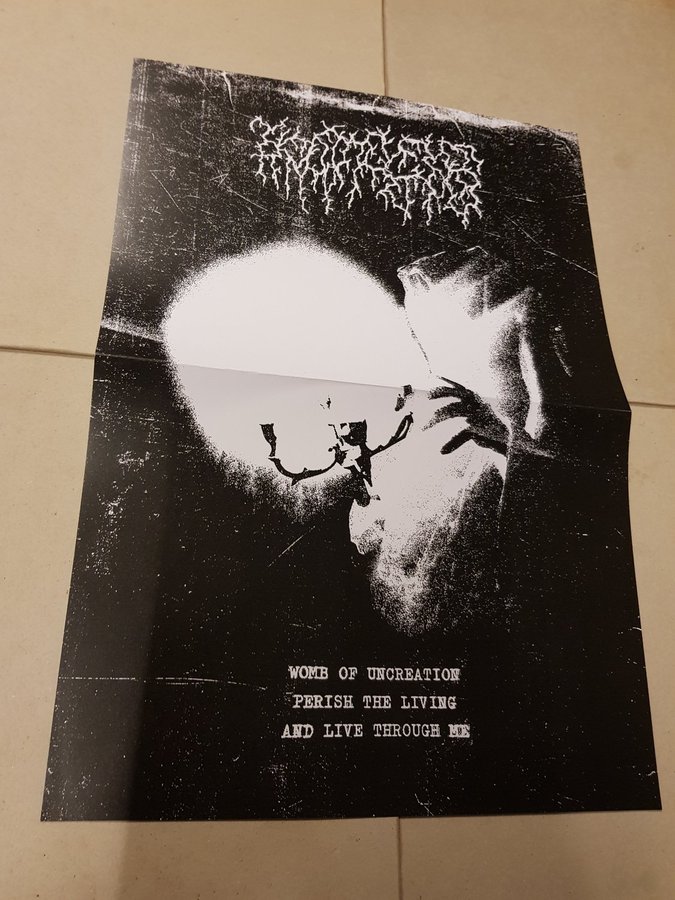 WOMB OF UNCREATION
PERISH THE LIVING
AND LIVE THROUGH ME